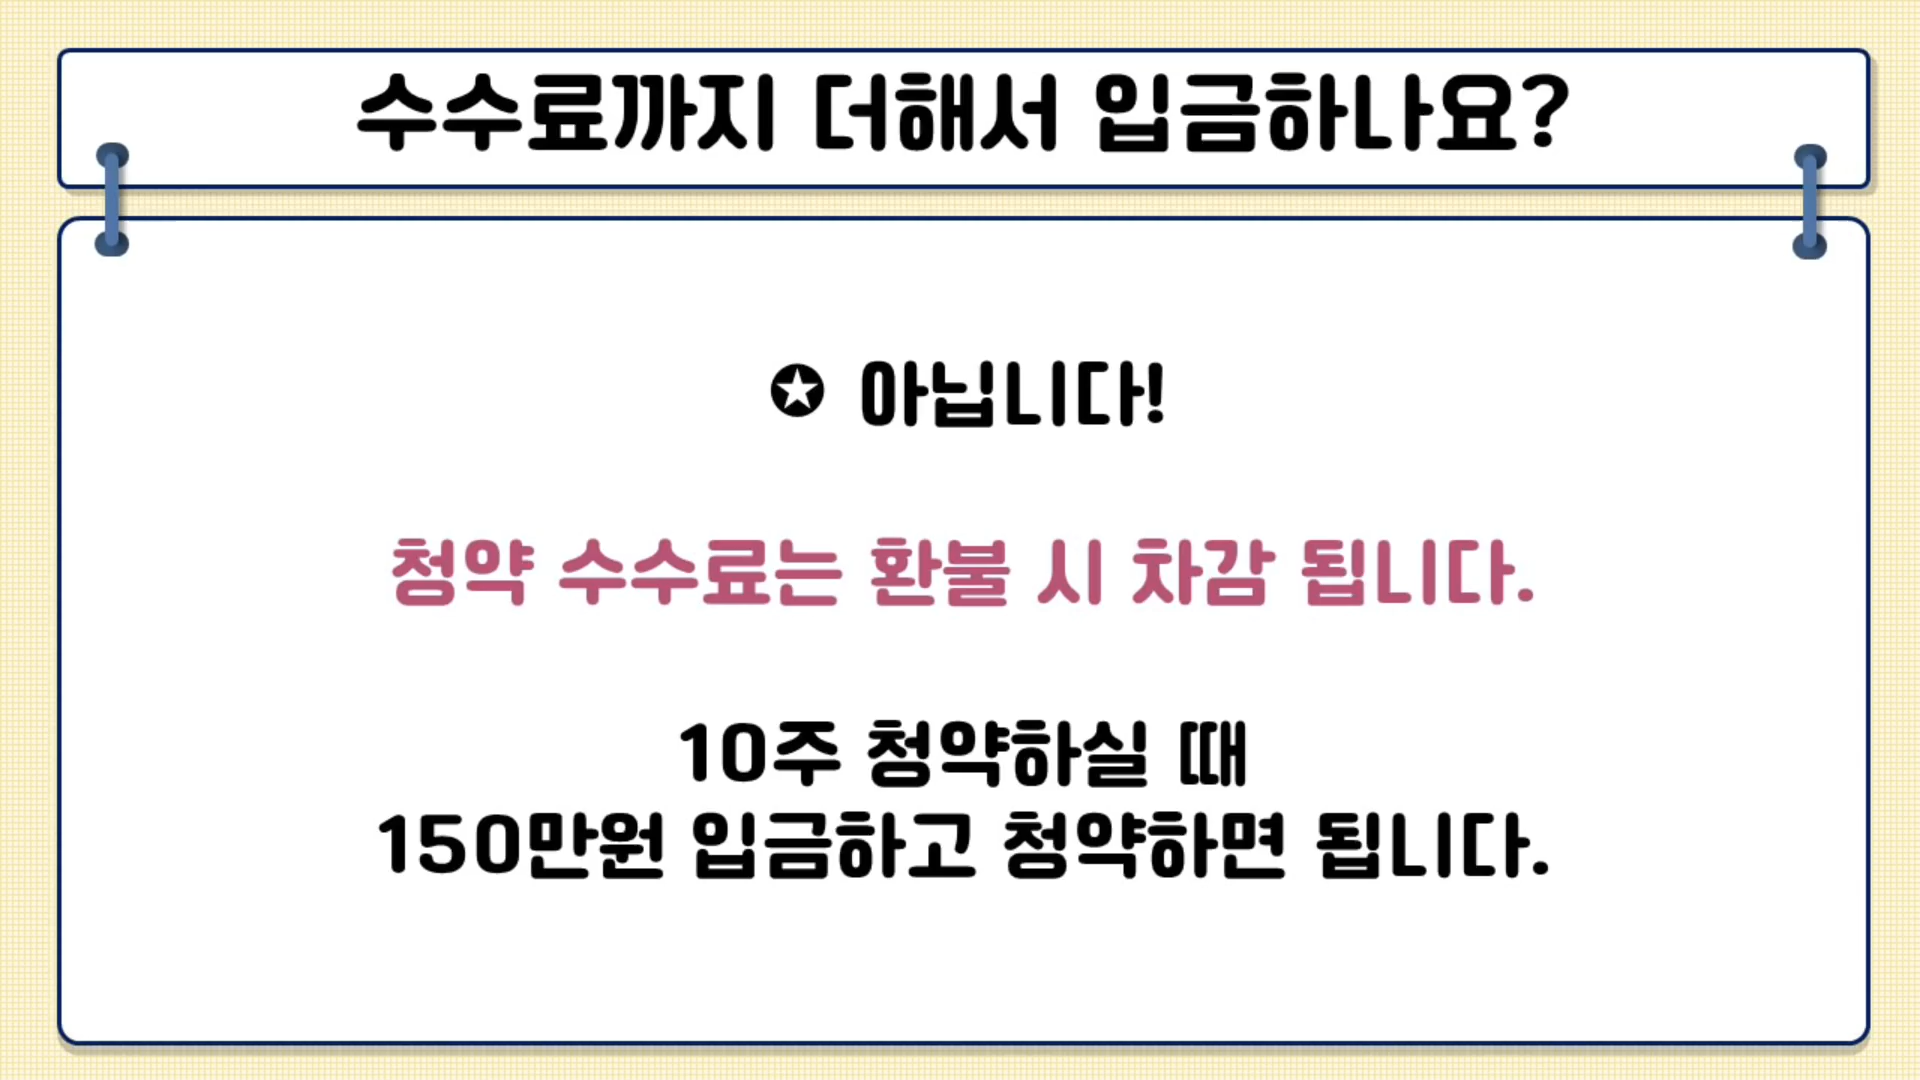 수수료까지 더해서 입금하나요?
✪ 아닙니다!
청약 수수료는 환불 시 차감 됩니다.
10주 청약하실 때
150만원 입금하고 청약하면 됩니다.